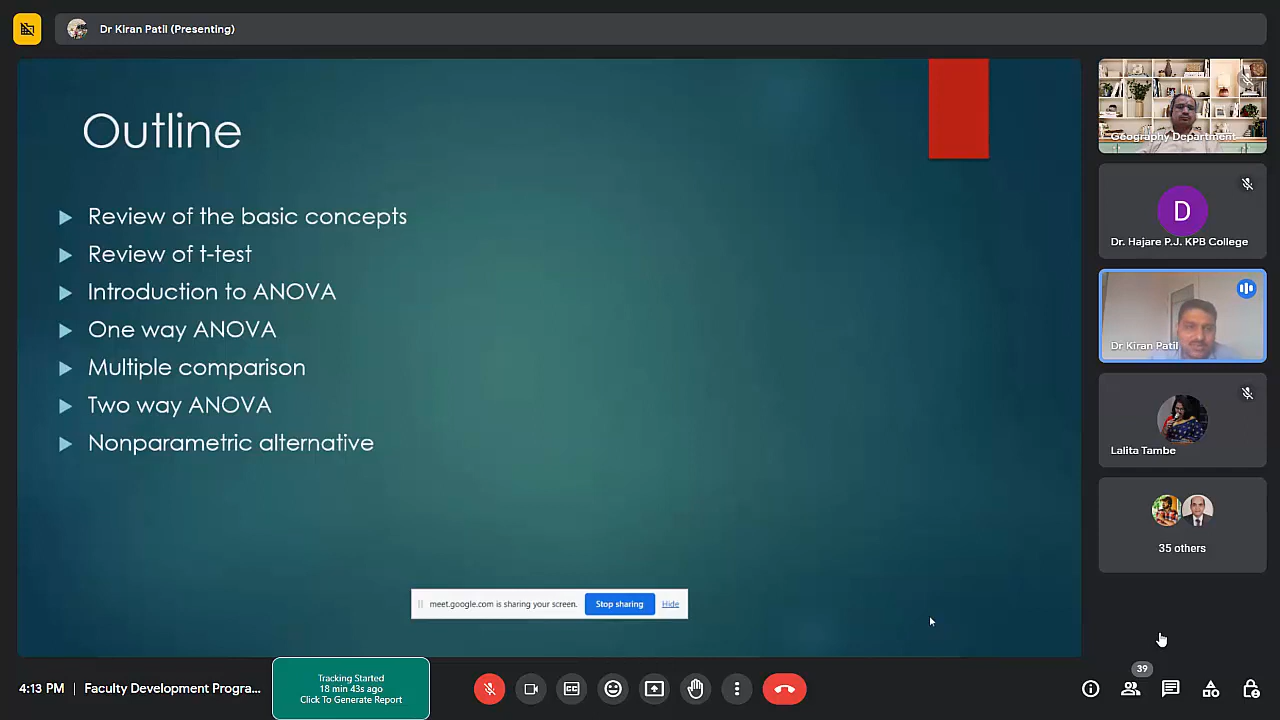 Dr Kiran Patil (Presenting)
Outline
Review of the basic concepts
Review of t-test
Introduction to ANOVA
One way ANOVA
Multiple comparison
Two way ANOVA
Nonparametric alternative
meet.google.com is sharing your screen.
Stop sharing
Hide
Geography Department
D
Dr. Hajare P.J. KPB College
Dr Kiran Patil
Lalita Tambe
35 others
4:13 PM
Faculty Development Progra...
Tracking Started
18 min 43s ago
Click To Generate Report
CC
39